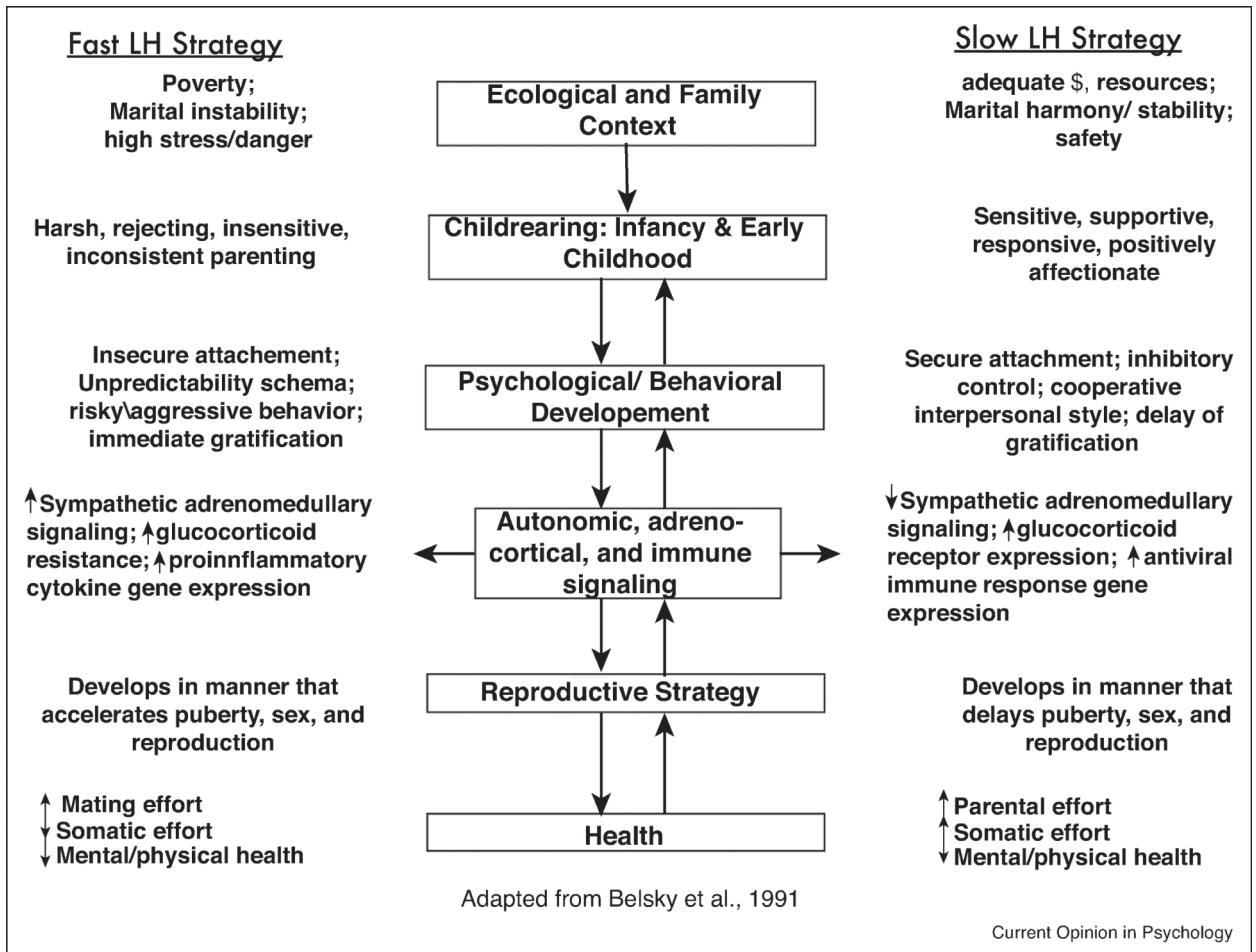 Fast LH Strategy
Slow LH Strategy
Poverty;
Marital instability;
high stress/danger
Ecological and Family
Context
adequate $, resources;
Marital harmony/ stability;
safety
Harsh, rejecting, insensitive,
inconsistent parenting
Childrearing: Infancy & Early
Childhood
Sensitive, supportive,
responsive, positively
affectionate
Insecure attachement;
Unpredictability schema;
risky\aggressive behavior;
immediate gratification
Psychological/ Behavioral
Developement
Secure attachment; inhibitory
control; cooperative
interpersonal style; delay of
gratification
↑Sympathetic adrenomedullary
signaling; ↑glucocorticoid
resistance; ↑proinnflammatory
cytokine gene expression
Autonomic, adreno-
cortical, and immune
signaling
↓Sympathetic adrenomedullary
signaling; ↑glucocorticoid
receptor expression; ↑ antiviral
immune response gene
expression
Develops in manner that
accelerates puberty, sex, and
reproduction
Reproductive Strategy
Develops in manner that
delays puberty, sex, and
reproduction
↑ Mating effort
↓ Somatic effort
↓ Mental/physical health
Health
↑ Parental effort
↑ Somatic effort
↓ Mental/physical health
Adapted from Belsky et al., 1991
Current Opinion in Psychology